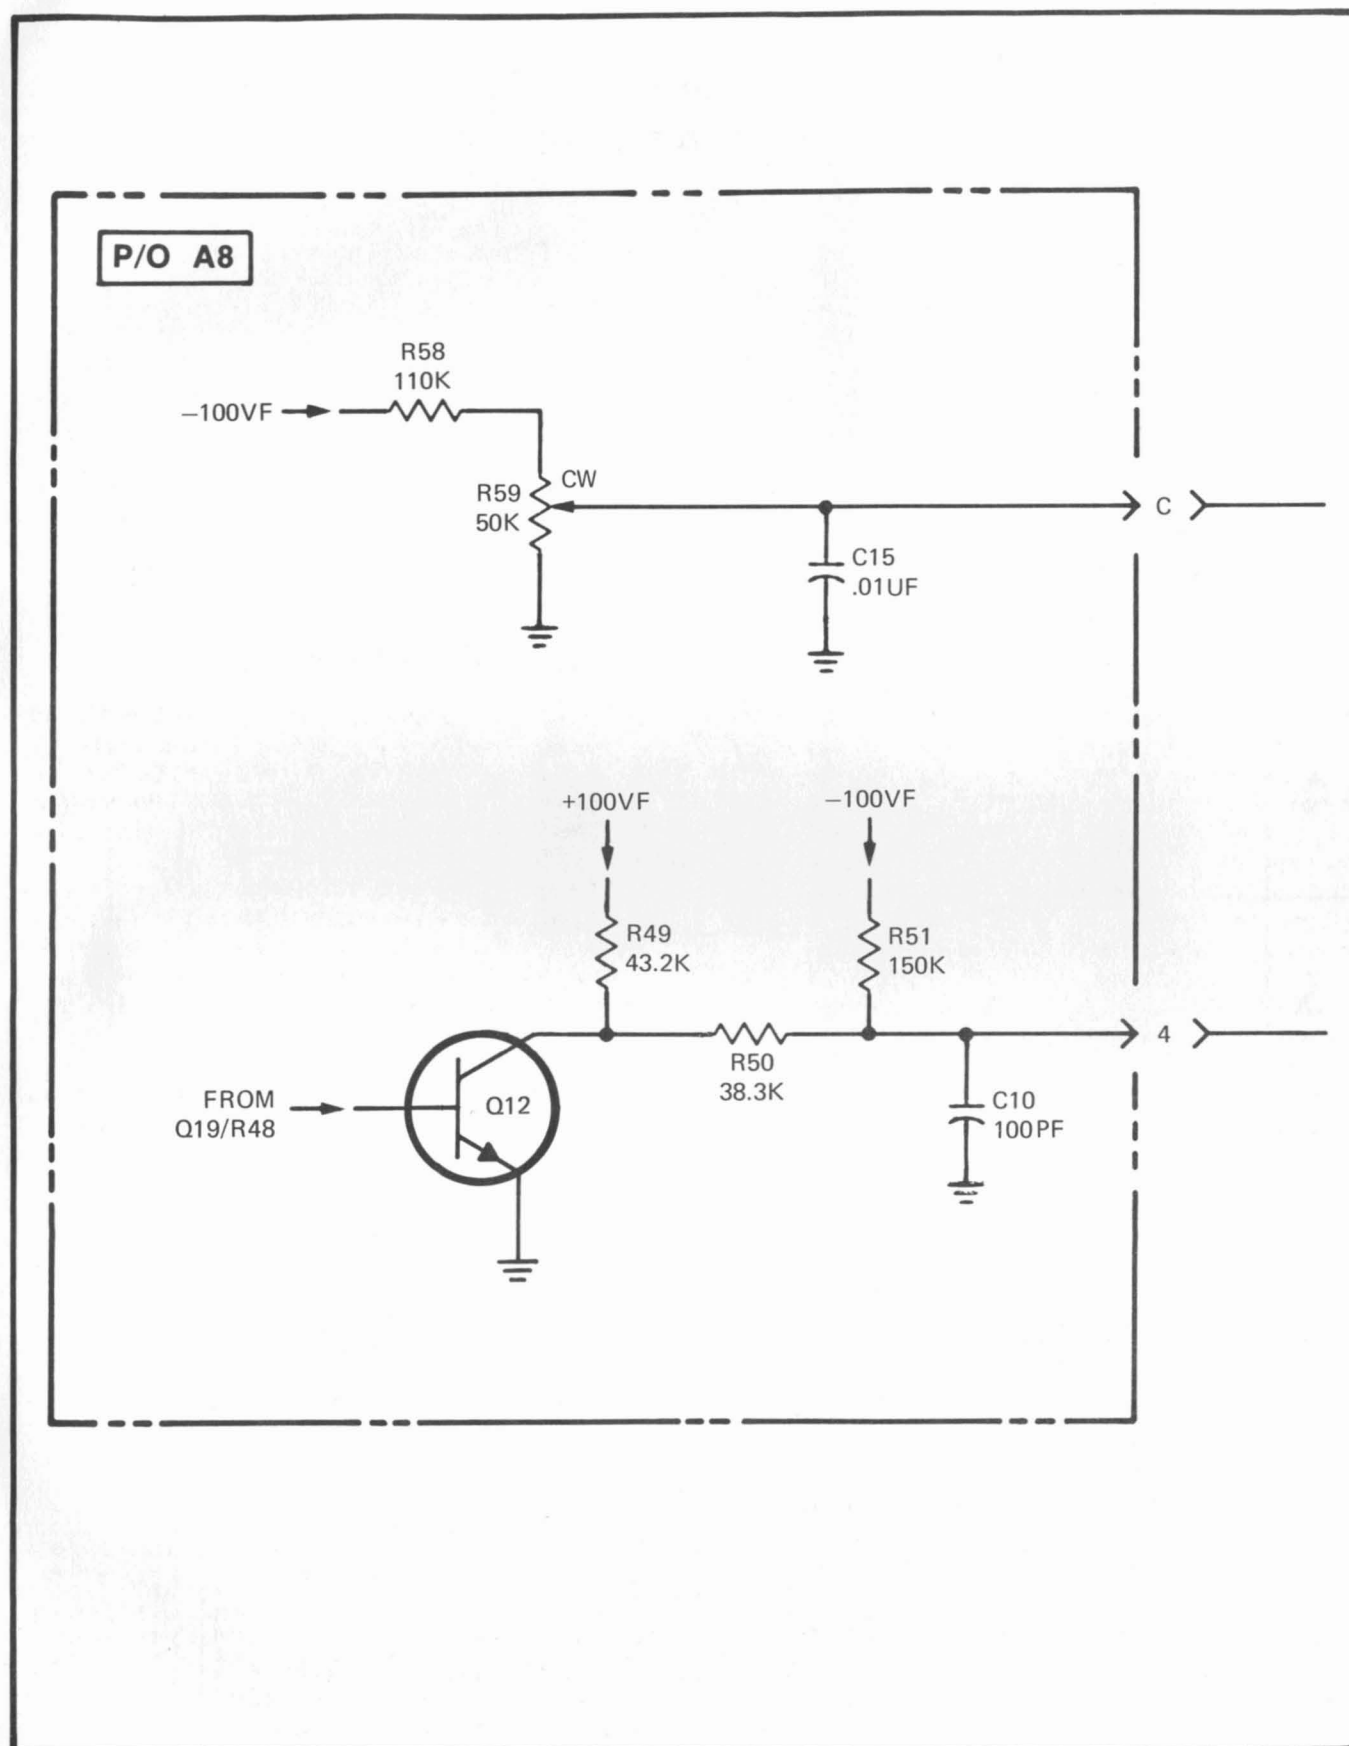 P/O A8
R58
110K
–100VF
CW
R59
50K
C
C15
.01UF
+100VF
–100VF
R49
43.2K
R51
150K
4
R50
38.3K
FROM
Q19/R48
Q12
C10
100PF